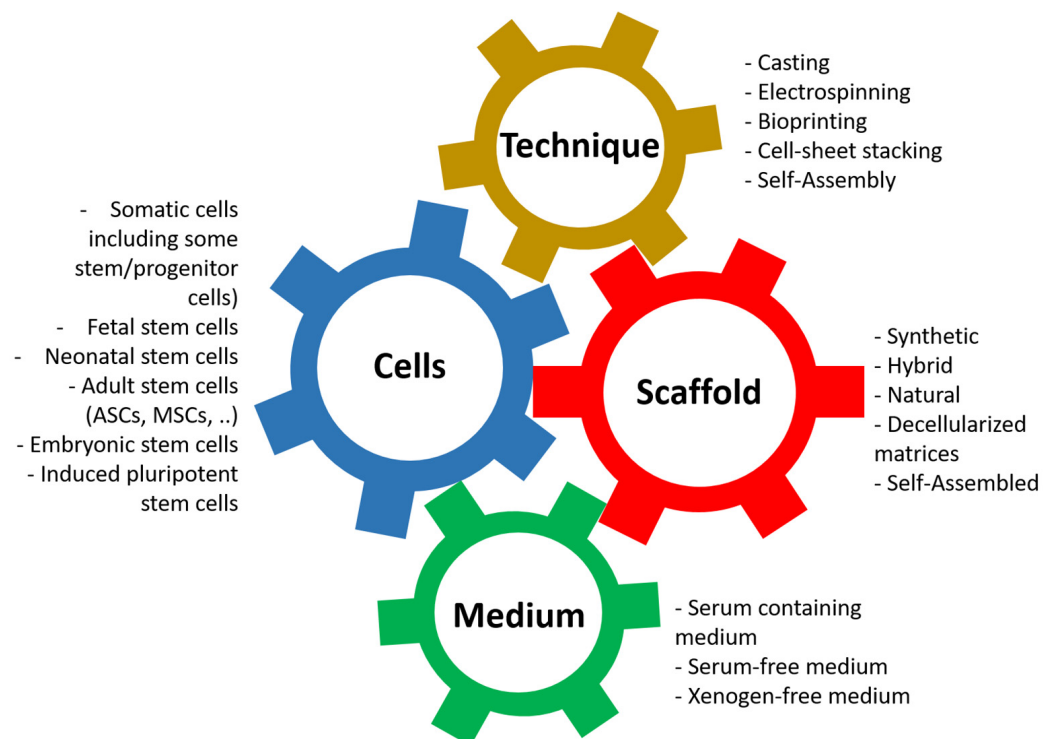 Technique
- Casting
- Electrospinning
- Bioprinting
- Cell-sheet stacking
- Self-Assembly
Cells
- Somatic cells
including some
stem/progenitor
cells)
- Fetal stem cells
- Neonatal stem cells
- Adult stem cells
(ASCs, MSCs, ..)
- Embryonic stem cells
- Induced pluripotent
stem cells
Scaffold
- Synthetic
- Hybrid
- Natural
- Decellularized
matrices
- Self-Assembled
Medium
- Serum containing
medium
- Serum-free medium
- Xenogen-free medium